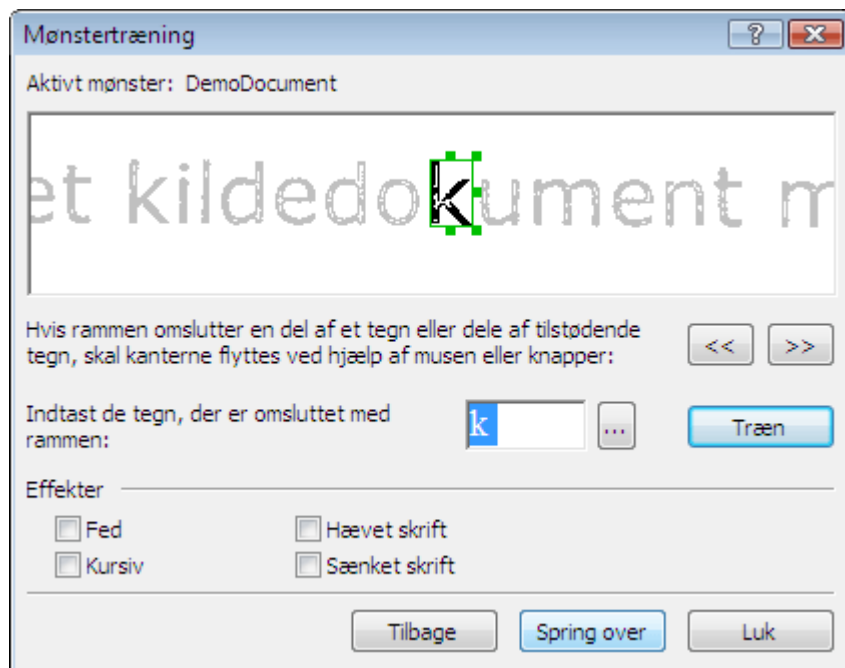 Mønstertræning
Aktivt mønster: DemoDocument
et kildedokument m
Hvis rammen omslutter en del af et tegn eller dele af tilstødende
tegn, skal kanterne flyttes ved hjælp af musen eller knapper:
<< >>
Indtast de tegn, der er omsluttet med
rammen:
k ... Træn
Effekter
Fed Hævet skrift
Kursiv Sænket skrift
Tilbage Spring over Luk